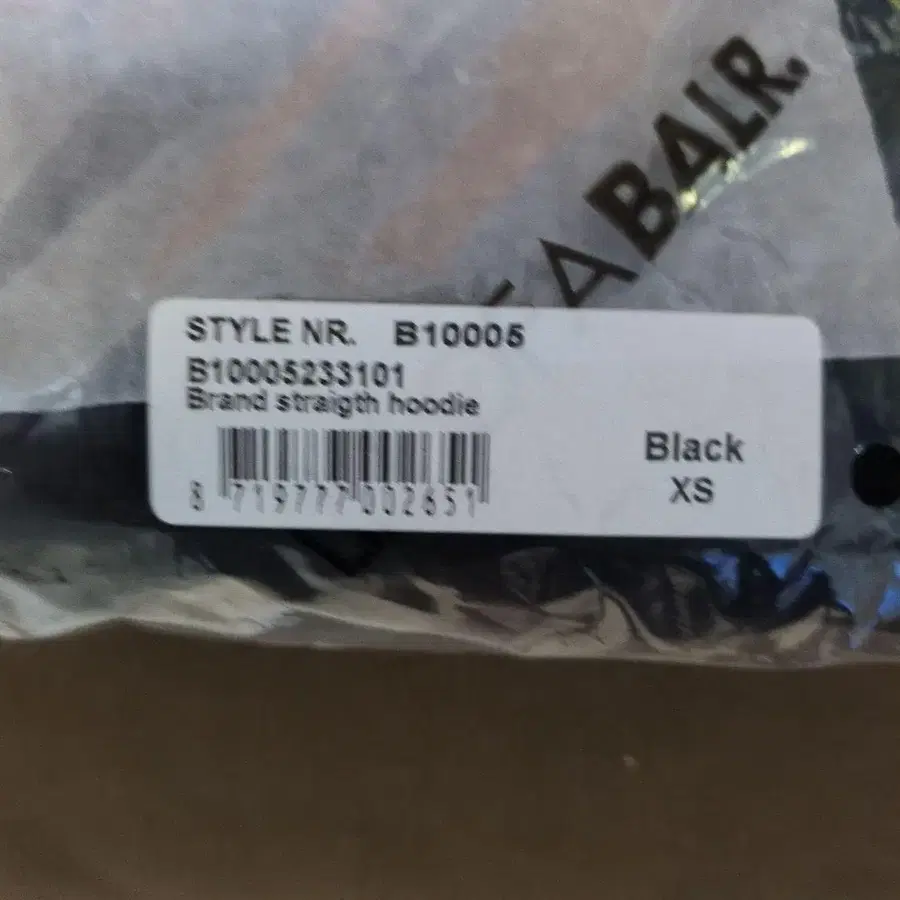 A BALR.
STYLE NR. B10005
B10005233101
Brand straigth hoodie
8 719777 002651
Black
XS